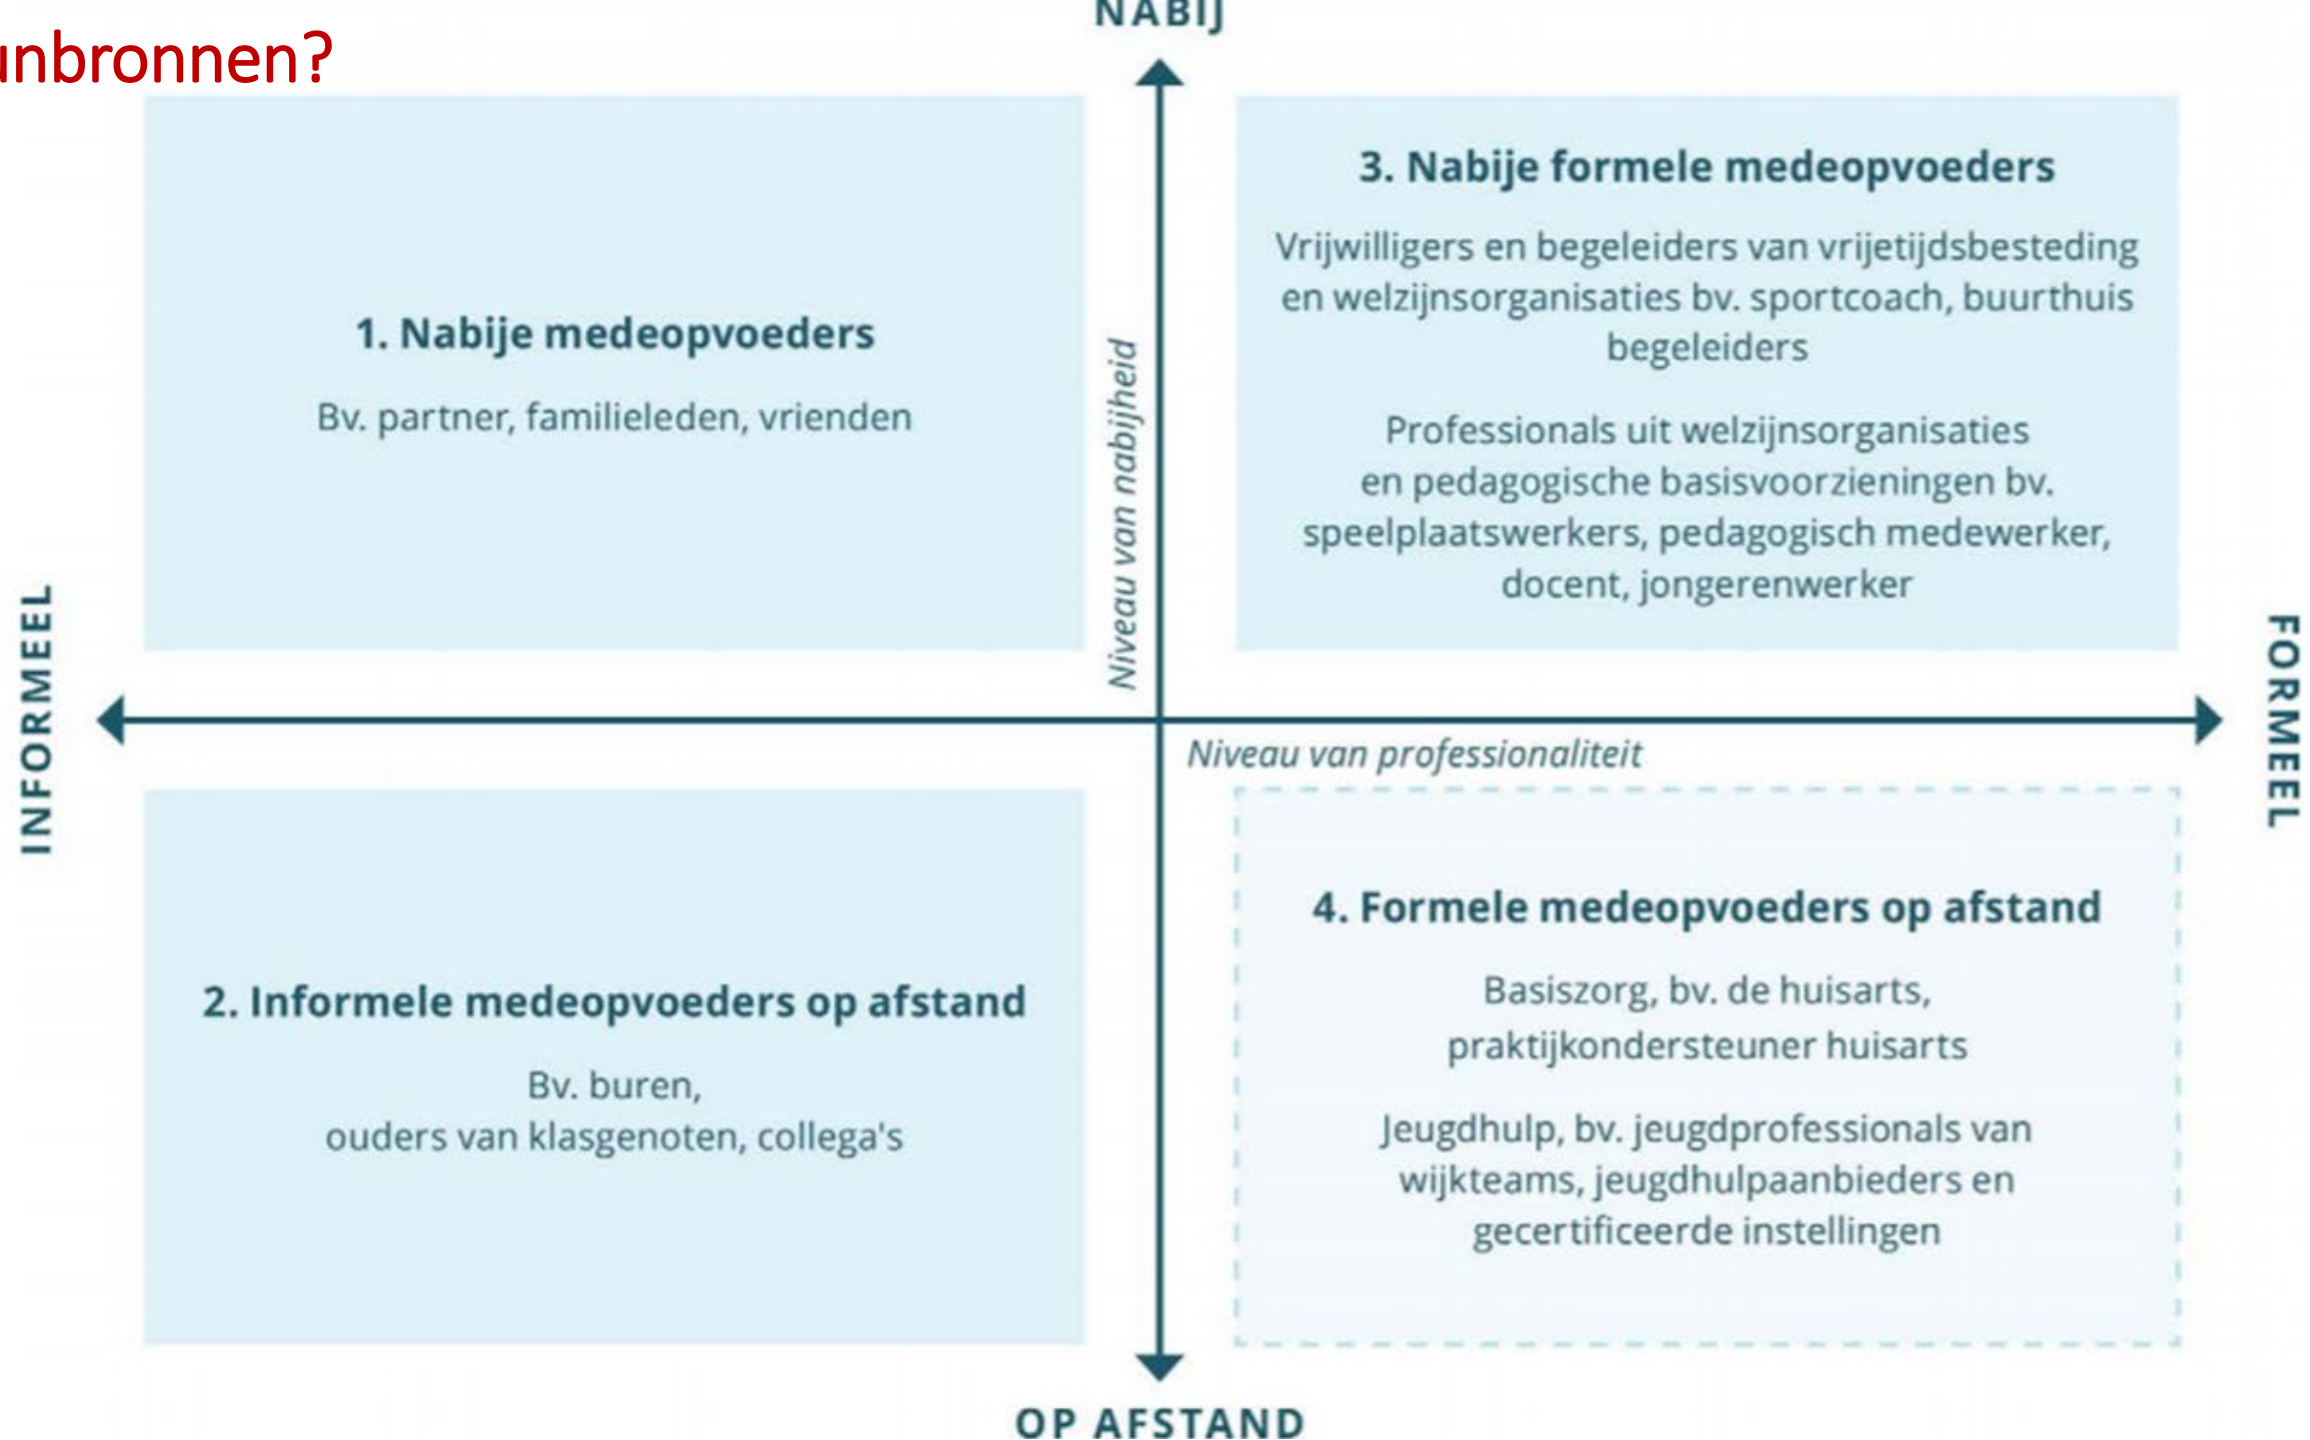 NABIJ
unbronnen?
1. Nabije medeopvoeders
Bv. partner, familieleden, vrienden
Niveau van nabijheid
3. Nabije formele medeopvoeders
Vrijwilligers en begeleiders van vrijetijdsbesteding
en welzijnsorganisaties bv. sportcoach, buurthuis
begeleiders
Professionals uit welzijnsorganisaties
en pedagogische basisvoorzieningen bv.
speelplaatswerkers, pedagogisch medewerker,
docent, jongerenwerker
INFORMEEL
FORMEEL
Niveau van professionaliteit
2. Informele medeopvoeders op afstand
Bv. buren,
ouders van klasgenoten, collega's
4. Formele medeopvoeders op afstand
Basiszorg, bv. de huisarts,
praktijkondersteuner huisarts
Jeugdhulp, bv. jeugdprofessionals van
wijkteams, jeugdhulpaanbieders en
gecertificeerde instellingen
OP AFSTAND